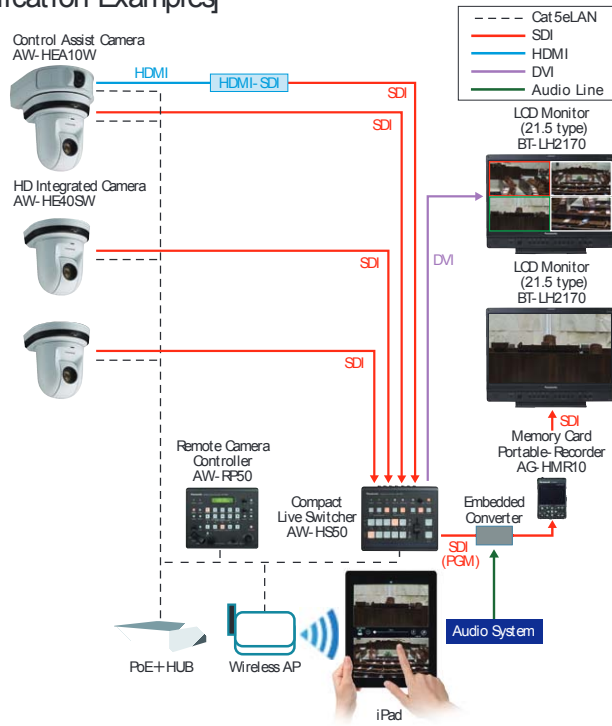 ification Examples]
Cat5eLAN
SDI
HDMI
DVI
Audio Line
Control Assist Camera
AW-HEA10W
HDMI
HDMI-SDI
SDI
SDI
LCD Monitor
(21.5 type)
BT-LH2170
HD Integrated Camera
AW-HE40SW
SDI
DVI
LCD Monitor
(21.5 type)
BT-LH2170
SDI
SDI
Memory Card
Portable-Recorder
AG-HMR10
Remote Camera
Controller
AW-RP50
Compact
Live Switcher
AW-HS50
Embedded
Converter
SDI
(PGM)
Audio System
PoE+HUB
Wireless AP
iPad